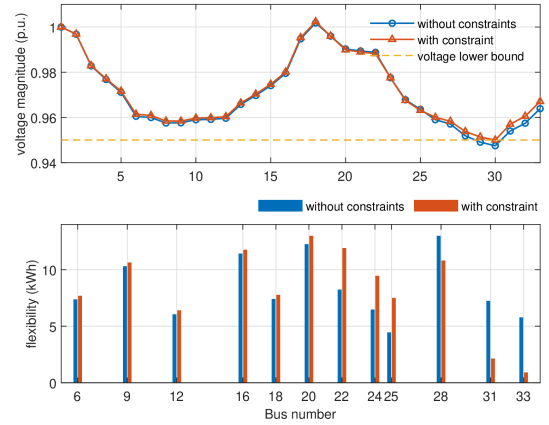 voltage magnitude (p.u.)
1
0.98
0.96
0.94
without constraints
with constraint
voltage lower bound
5 10 15 20 25 30
without constraints with constraint
flexibility (kWh)
10
5
0
6 9 12 16 18 20 22 24 25 28 31 33
Bus number